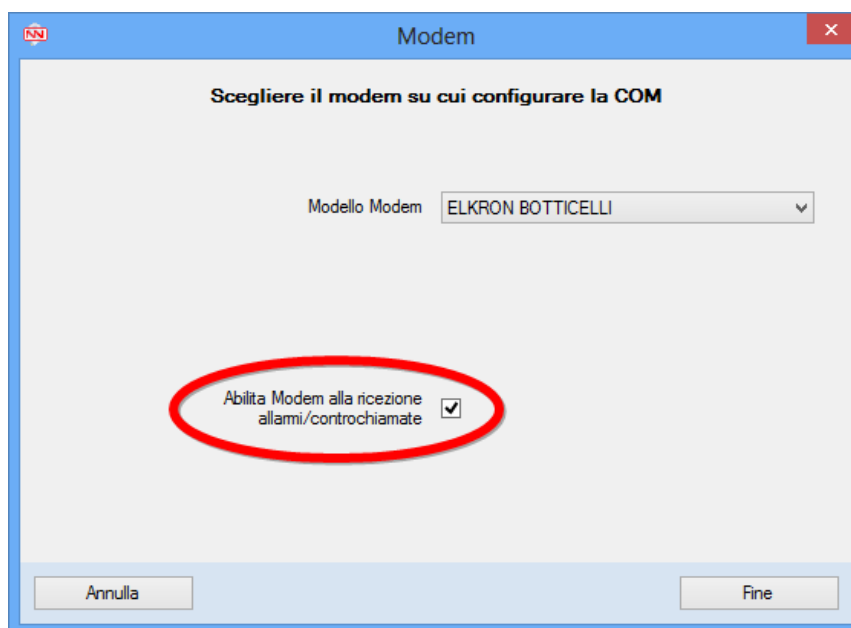 Modem
Scegliere il modem su cui configurare la COM
Modello Modem ELKRON BOTTICELLI
Abilita Modem alla ricezione
allarmi/controchiamate
Annulla Fine